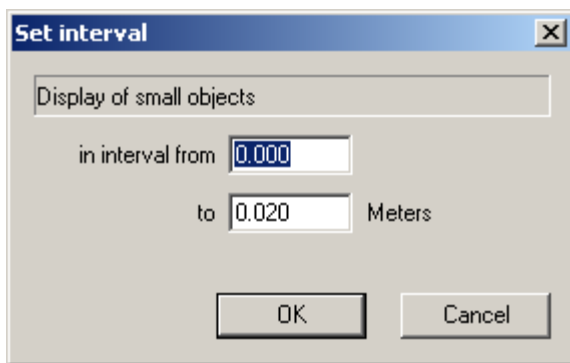 Set interval
Display of small objects
in interval from 0.000
to 0.020 Meters
OK Cancel